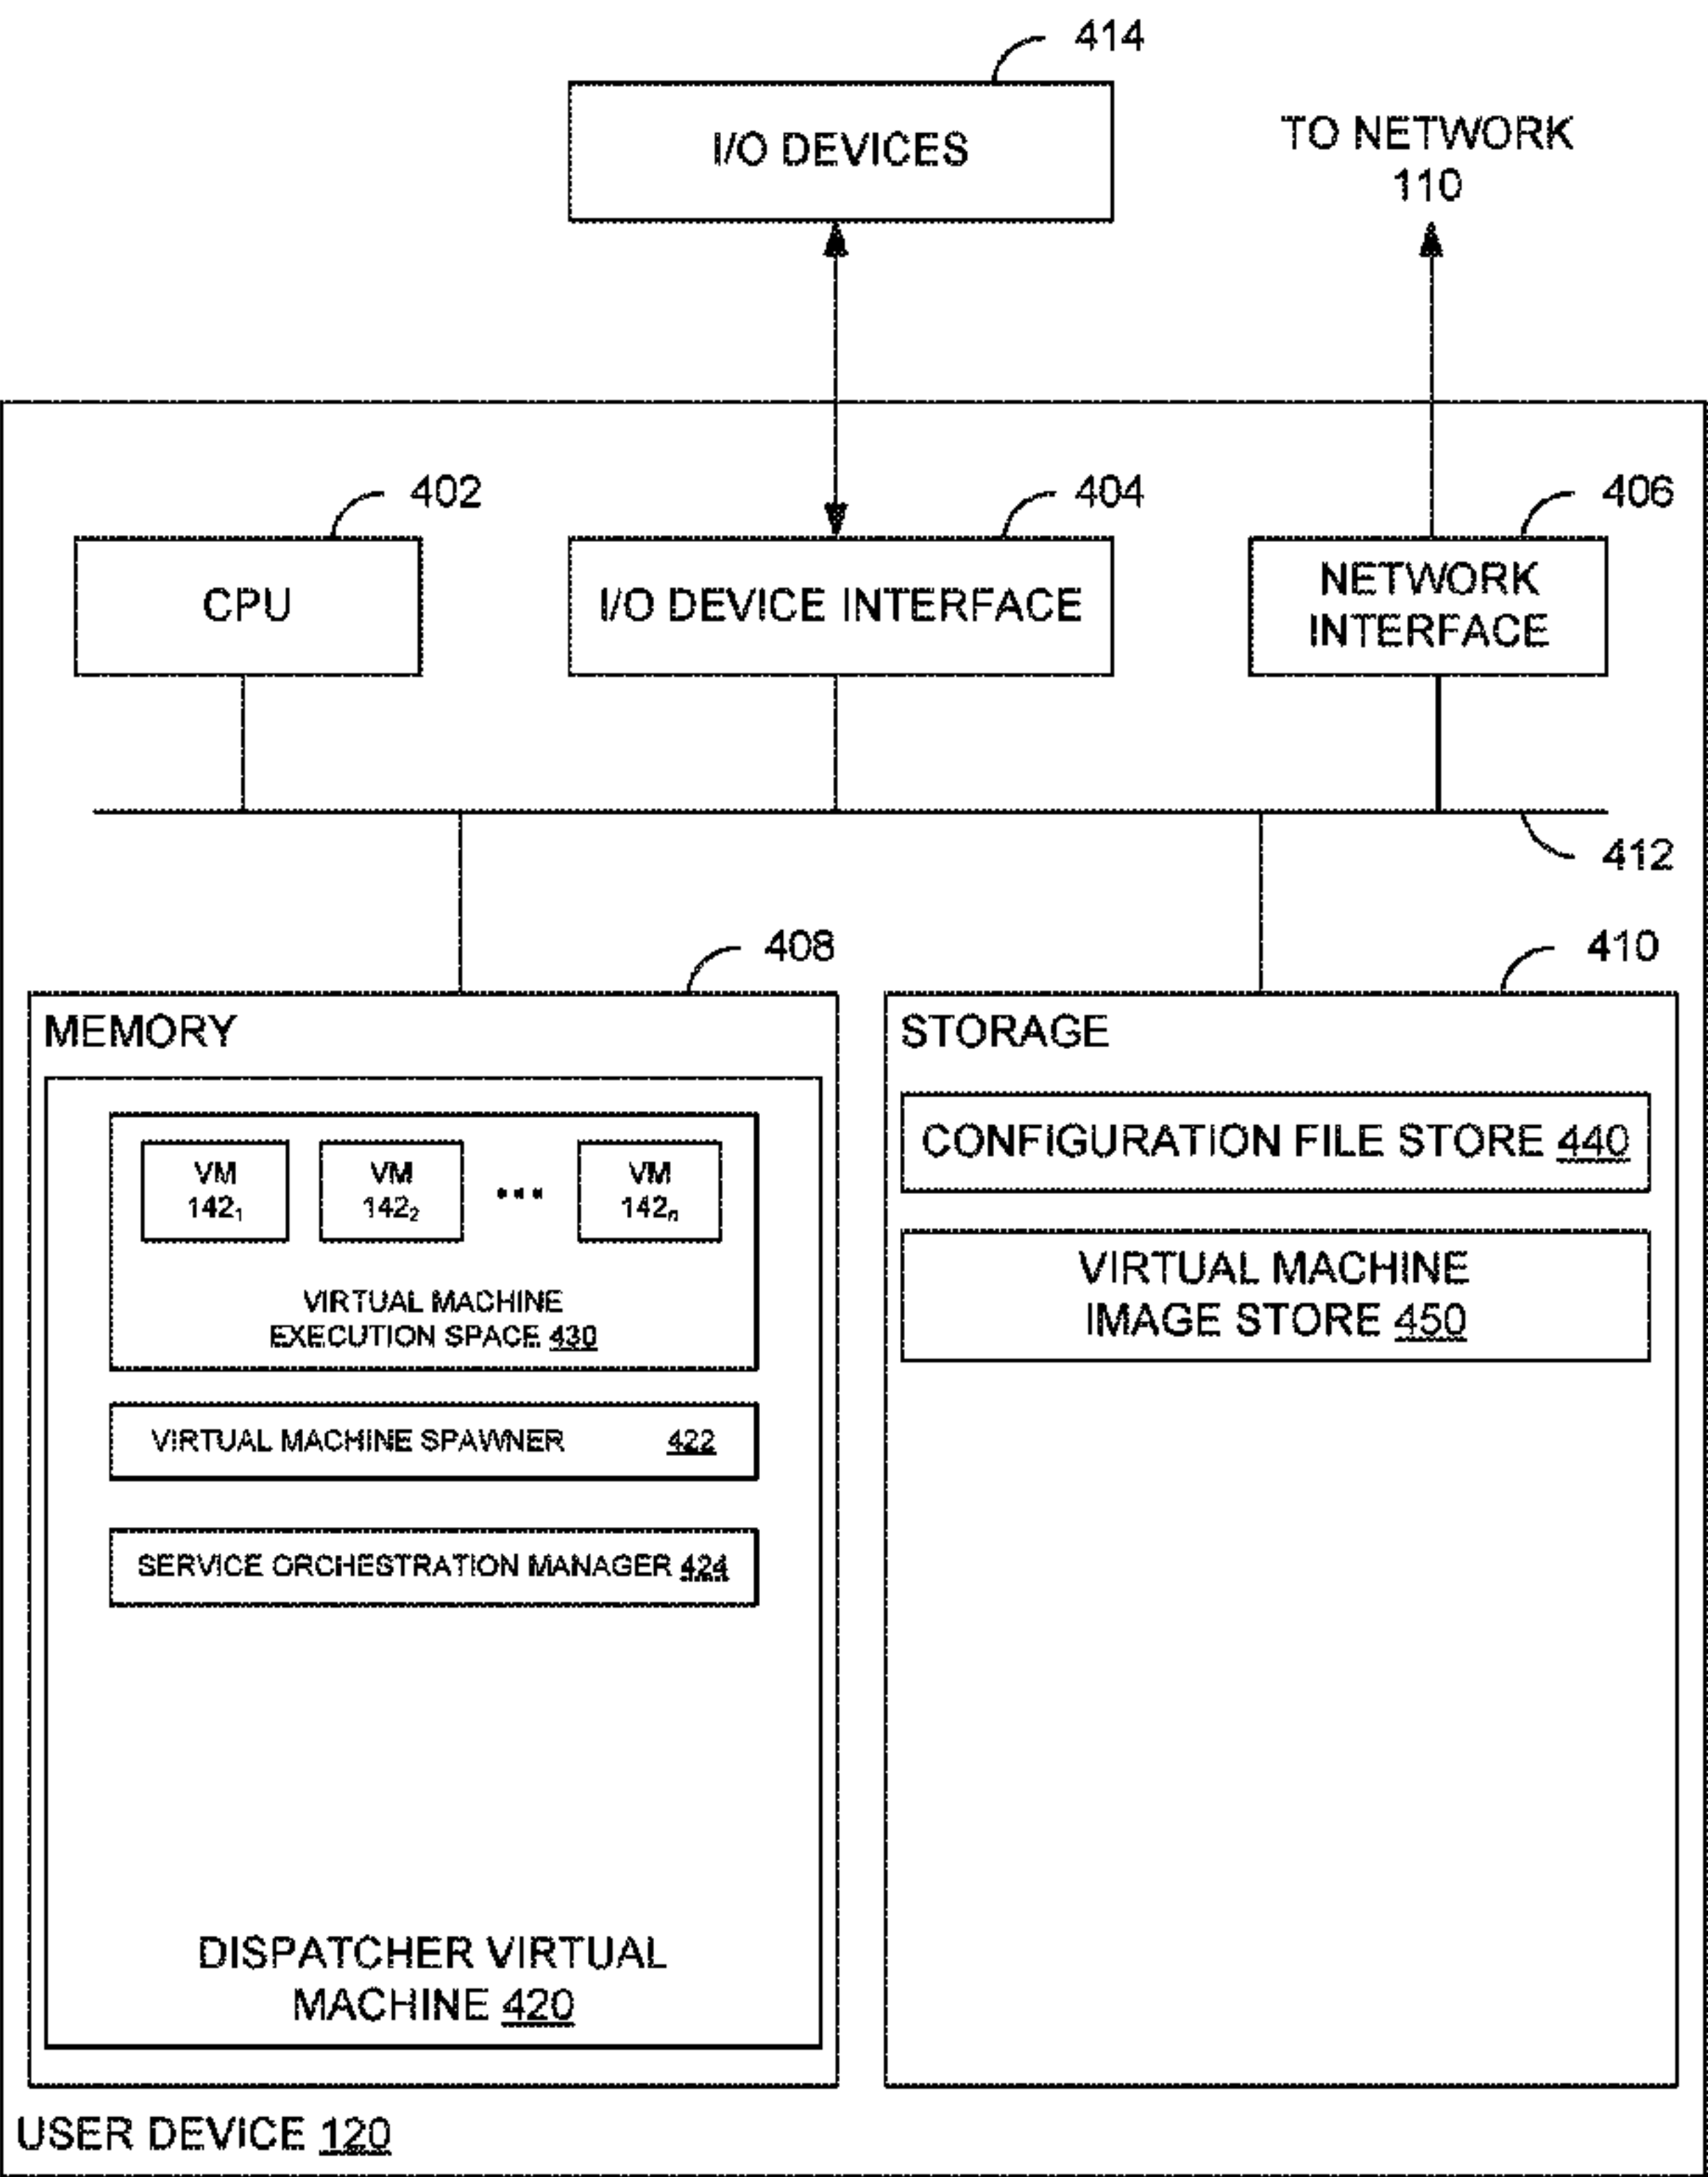 414
I/O DEVICES
TO NETWORK
110
402
404
406
CPU
I/O DEVICE INTERFACE
NETWORK
INTERFACE
412
408
410
MEMORY
VM
142₁
VM
142₂
...
VM
142ₙ
VIRTUAL MACHINE
EXECUTION SPACE 430
VIRTUAL MACHINE SPAWNER 422
SERVICE ORCHESTRATION MANAGER 424
DISPATCHER VIRTUAL
MACHINE 420
STORAGE
CONFIGURATION FILE STORE 440
VIRTUAL MACHINE
IMAGE STORE 450
USER DEVICE 120